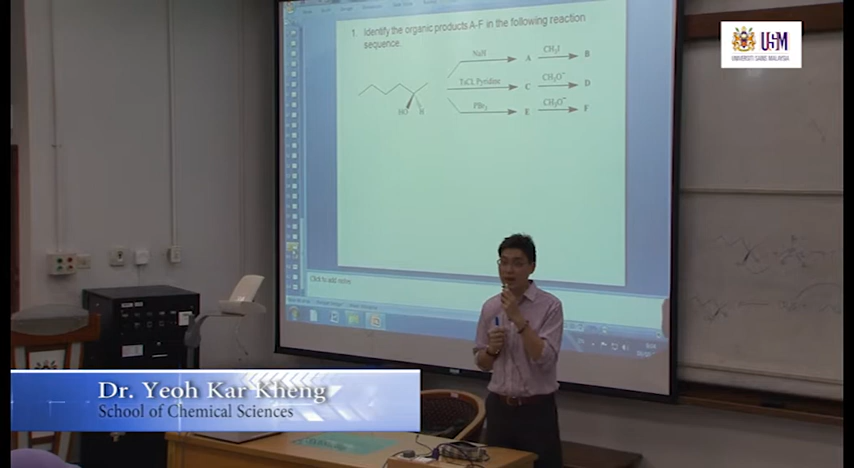 1. Identify the organic products A-F in the following reaction
sequence.
NaH
A
CH₃I
B
TsCl, Pyridine
C
CH₃O⁻
D
PBr₃
E
CH₃O⁻
F
HO
H
Click to add notes
USM
UNIVERSITI SAINS MALAYSIA
Dr. Yeoh Kar Kheng
School of Chemical Sciences